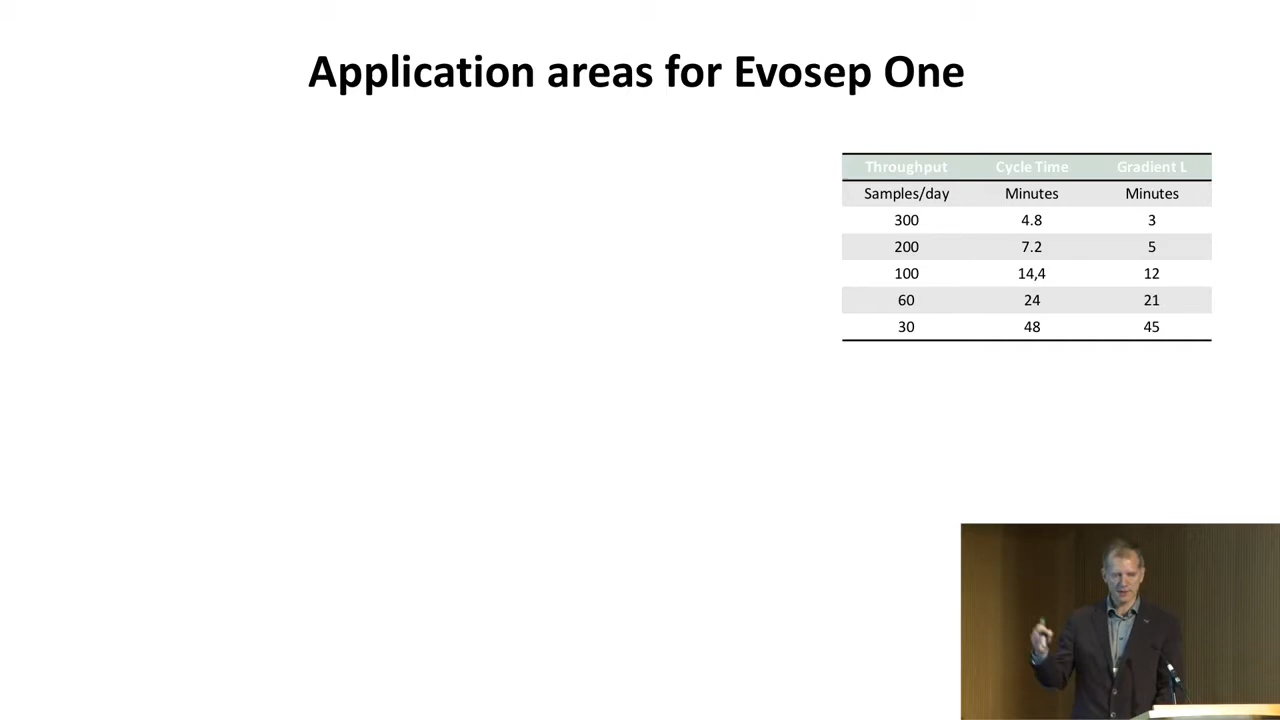 Application areas for Evosep One
Throughput Cycle Time Gradient L
Samples/day Minutes Minutes
300 4.8 3
200 7.2 5
100 14,4 12
60 24 21
30 48 45